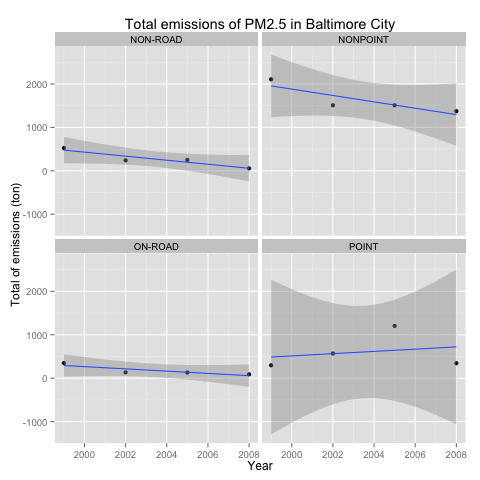 Total emissions of PM2.5 in Baltimore City
NON-ROAD
NONPOINT
2000
1000
0
-1000
ON-ROAD
POINT
2000
1000
0
-1000
Total of emissions (ton)
2000 2002 2004 2006 2008
2000 2002 2004 2006 2008
Year